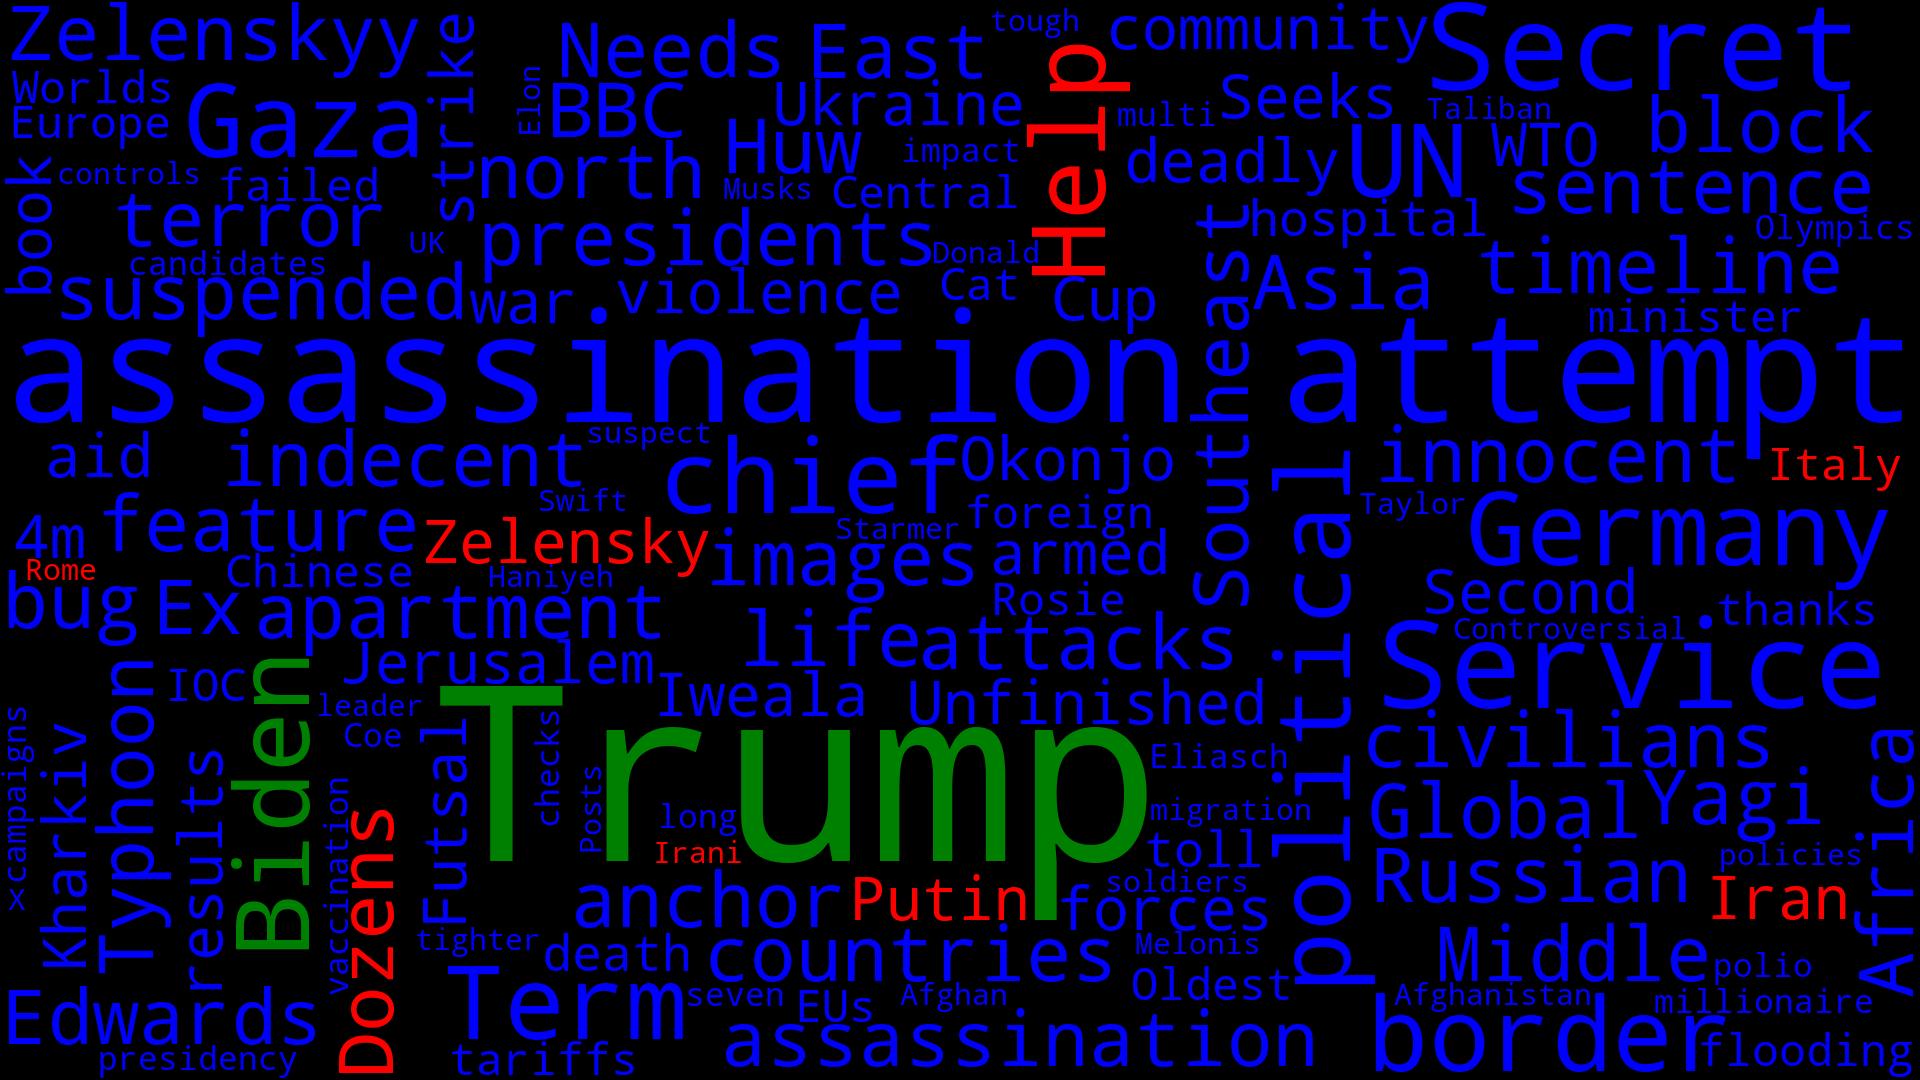 Zelenskyy
strike
Needs East
tough
community
Secret
Help
Worlds
Gaza
Elon
BBC
Ukraine
multi
Seeks
Taliban
block
Europe
Huw
impact
deadly
UN
WTO
book
controls
failed
north
Musks
Central
sentence
terror
UK
presidents
Donald
Southeast
hospital
Olympics
candidates
suspended
war
violence
Cat
Cup
Asia
timeline
minister
assassination attempt
aid
indecent
suspect
chief
Okonjo
political
innocent
Italy
4m
feature
Swift
Zelensky
images
Starmer
foreign
armed
Taylor
Germany
Rome
Chinese
Haniyeh
Rosie
Second
thanks
bug
Ex
apartment
life
attacks
Controversial
Service
Typhoon
IOC
Biden
Jerusalem
leader
Coe
Iweala
Unfinished
Trump
Futsal
checks
Posts
long
Irani
Eliasch
migration
civilians
Africa
xcampaigns
Kharkiv
results
vaccination
Dozens
toll
Global
Yagi
anchor
Putin
soldiers
forces
Russian
policies
Iran
tighter
death
countries
Melonis
Middle
polio
Edwards
Term
seven
EUs
Afghan
Oldest
Afghanistan
millionaire
presidency
tariffs
assassination
border
flooding